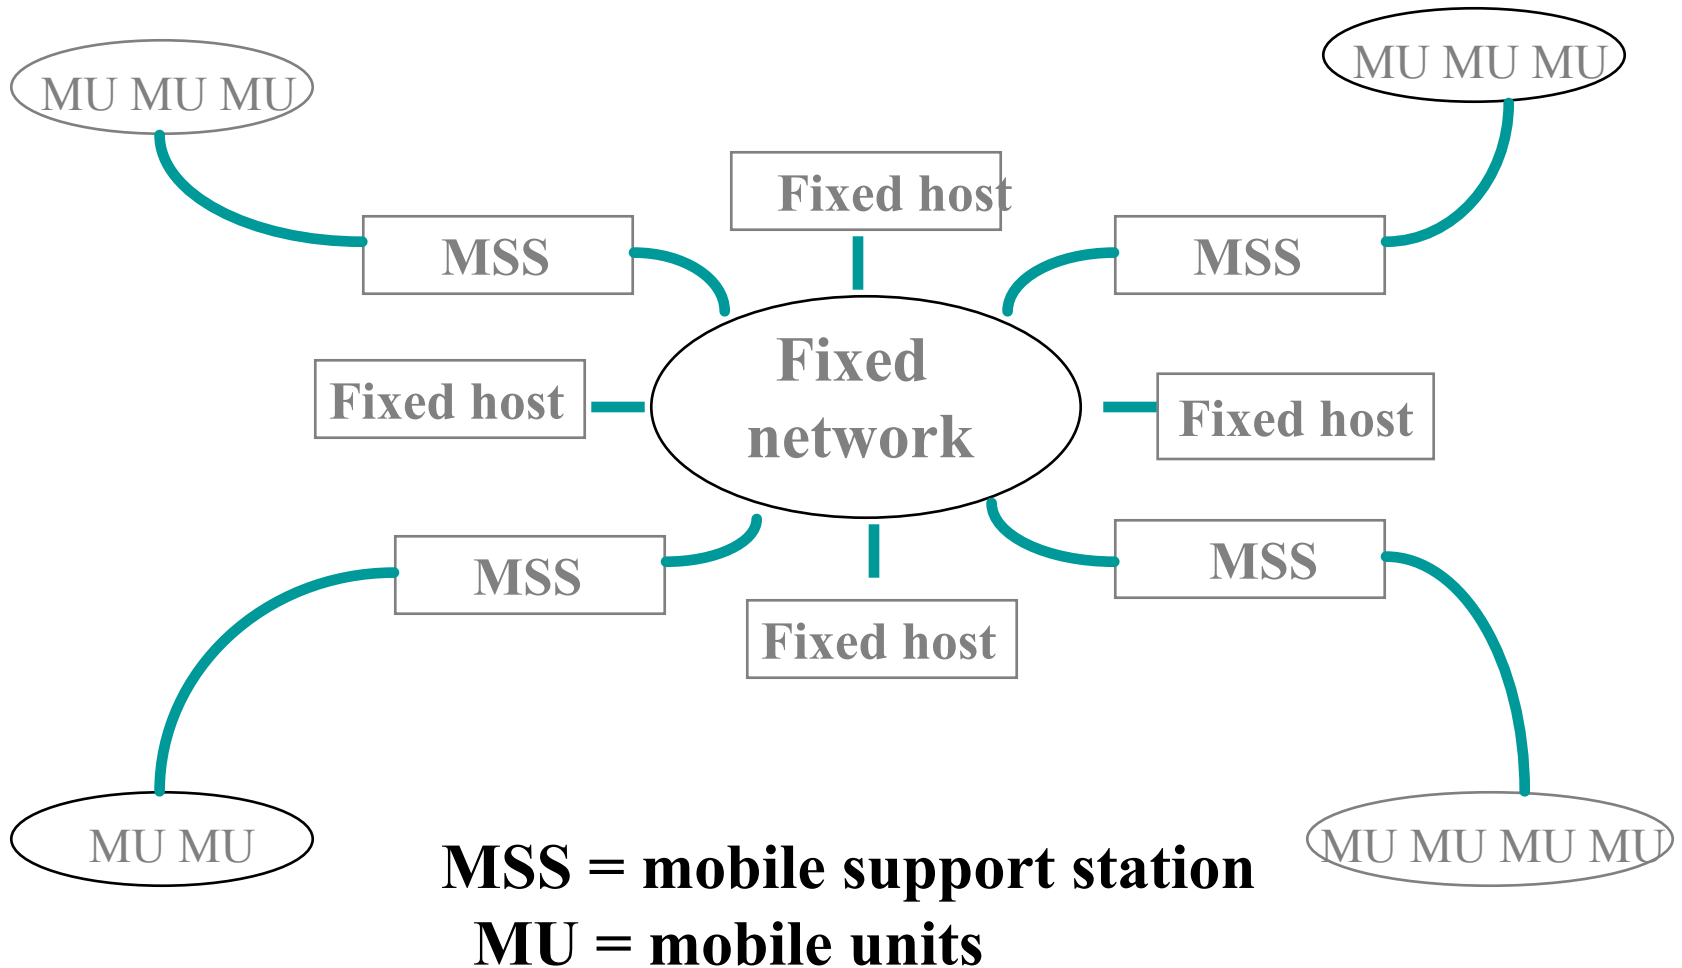 MU MU MU
MU MU MU
Fixed host
MSS
MSS
Fixed
network
Fixed host
Fixed host
MSS
MSS
Fixed host
MU MU
MU MU MU MU
MSS = mobile support station
MU = mobile units